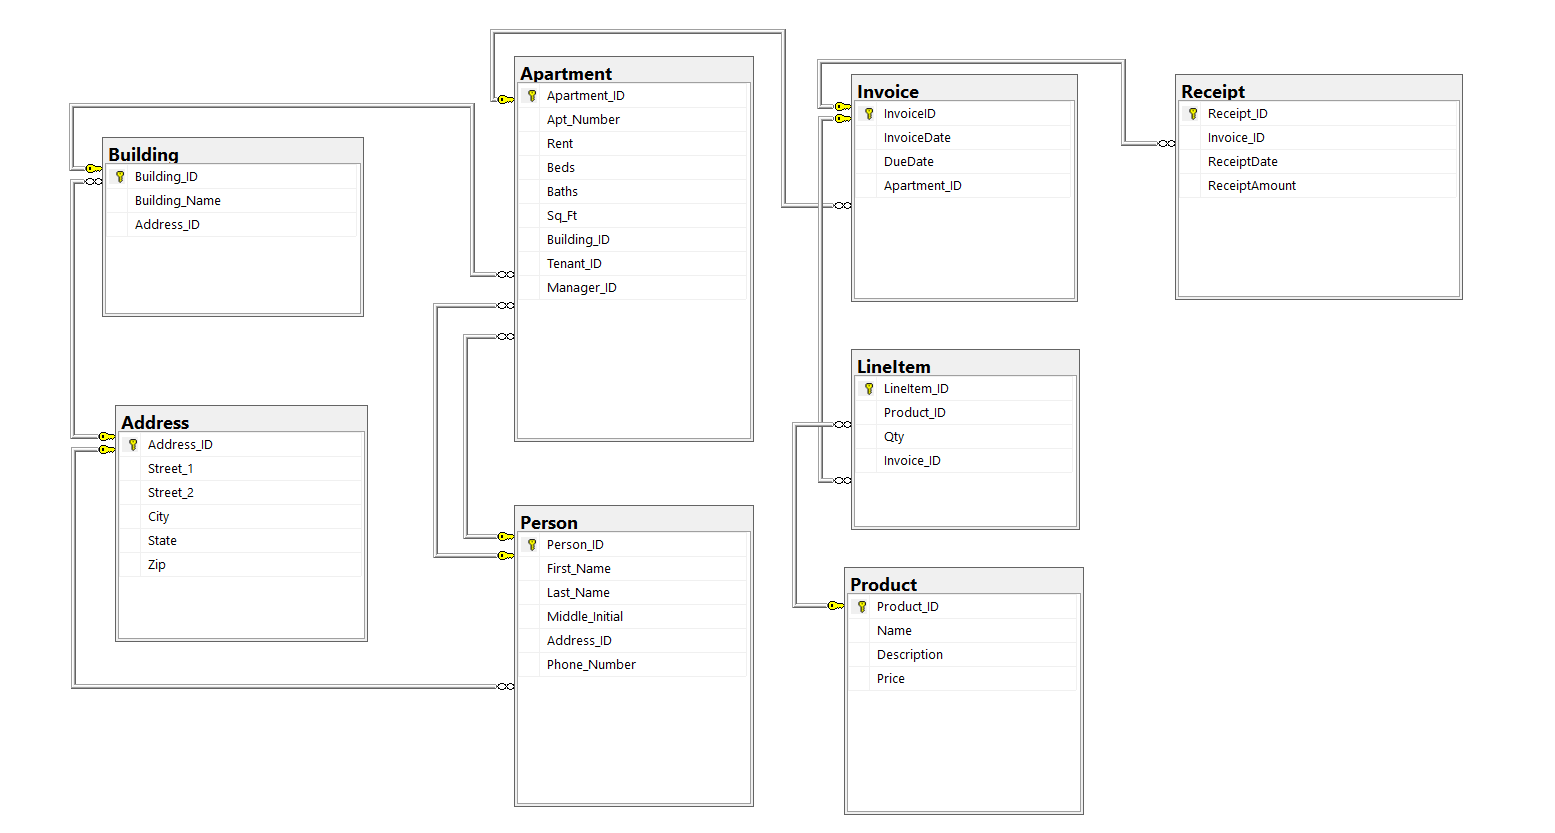 Apartment
Apartment_ID
Apt_Number
Rent
Beds
Baths
Sq_Ft
Building_ID
Tenant_ID
Manager_ID
Invoice
InvoiceID
InvoiceDate
DueDate
Apartment_ID
Receipt
Receipt_ID
Invoice_ID
ReceiptDate
ReceiptAmount
Building
Building_ID
Building_Name
Address_ID
LineItem
LineItem_ID
Product_ID
Qty
Invoice_ID
Address
Address_ID
Street_1
Street_2
City
State
Zip
Person
Person_ID
First_Name
Last_Name
Middle_Initial
Address_ID
Phone_Number
Product
Product_ID
Name
Description
Price